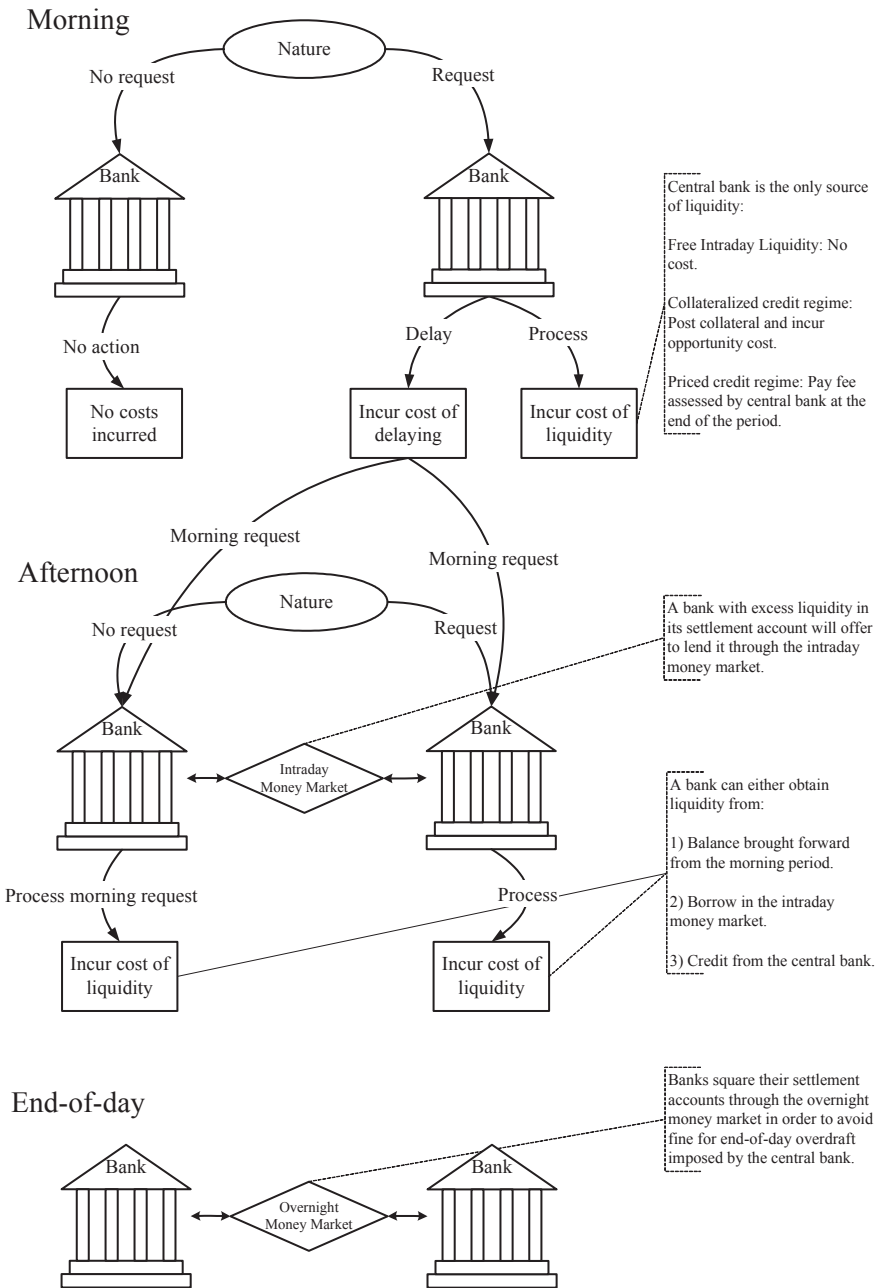 Morning
Nature
No request
Request
Bank
Bank
Central bank is the only source
of liquidity:
Free Intraday Liquidity: No
cost.
Collateralized credit regime:
Post collateral and incur
opportunity cost.
Priced credit regime: Pay fee
assessed by central bank at the
end of the period.
No action
Delay
Process
No costs
incurred
Incur cost of
delaying
Incur cost of
liquidity
Morning request
Morning request
Afternoon
Nature
No request
Request
A bank with excess liquidity in
its settlement account will offer
to lend it through the intraday
money market.
Bank
Bank
Intraday
Money Market
A bank can either obtain
liquidity from:
1) Balance brought forward
from the morning period.
2) Borrow in the intraday
money market.
3) Credit from the central bank.
Process morning request
Process
Incur cost of
liquidity
Incur cost of
liquidity
End-of-day
Banks square their settlement
accounts through the overnight
money market in order to avoid
fine for end-of-day overdraft
imposed by the central bank.
Bank
Bank
Overnight
Money Market